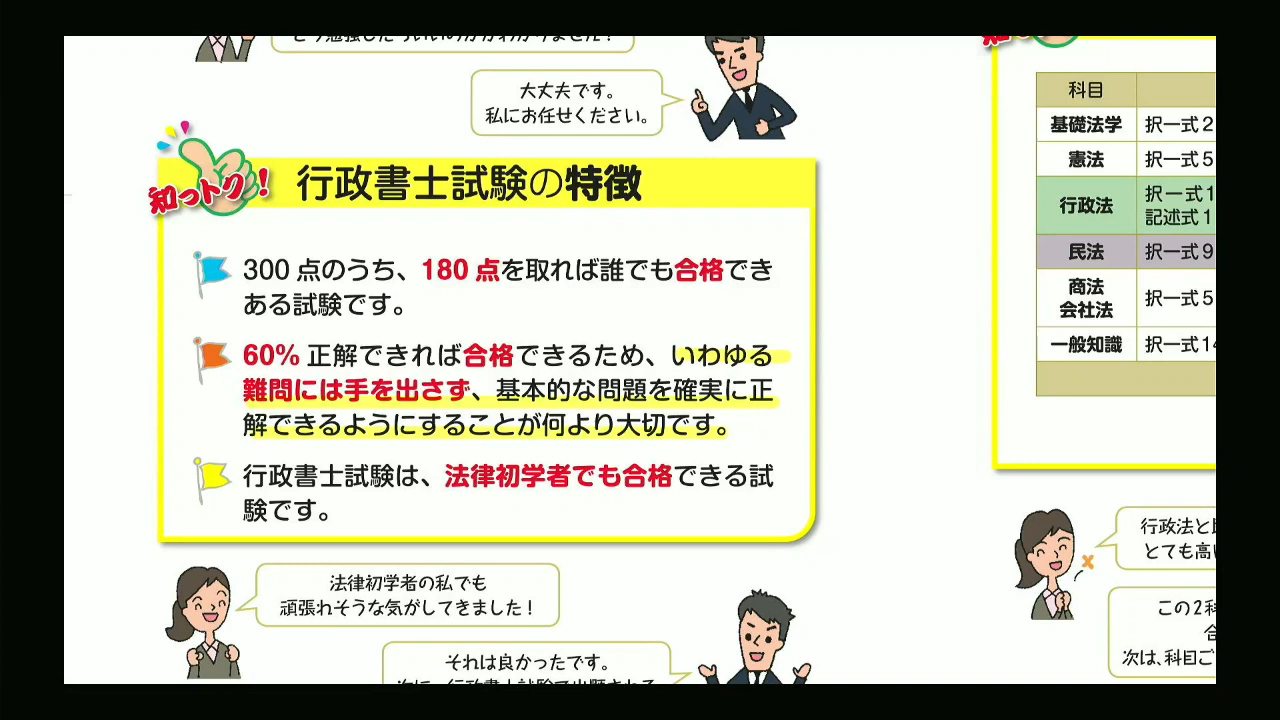 大丈夫です。
私にお任せください。
知っトク!
行政書士試験の特徴
300点のうち、180点を取れば誰でも合格でき
ある試験です。
60%正解できれば合格できるため、いわゆる
難問には手を出さず、基本的な問題を確実に正
解できるようにすることが何より大切です。
行政書士試験は、法律初学者でも合格できる試
験です。
法律初学者の私でも
頑張れそうな気がしてきました!
それは良かったです。
科目
基礎法学 択一式2
憲法 択一式5
行政法 択一式1
記述式1
民法 択一式9
商法
会社法 択一式5
一般知識 択一式14
行政法と
とても高い
この2科
次は、科目ご